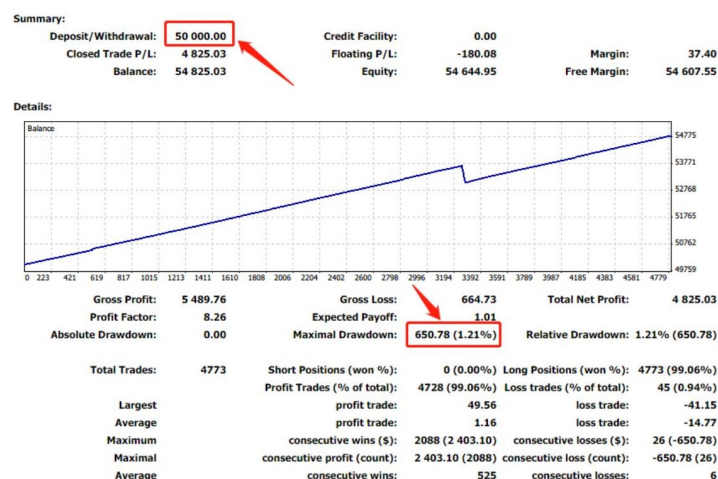 Summary:
Deposit/Withdrawal: 50 000.00 Credit Facility: 0.00
Closed Trade P/L: 4 825.03 Floating P/L: -180.08 Margin: 37.40
Balance: 54 825.03 Equity: 54 644.95 Free Margin: 54 607.55
Details:
Balance
54775
53771
52768
51765
50762
49759
0 223 421 619 817 1015 1213 1411 1610 1808 2006 2204 2402 2600 2798 2996 3194 3392 3591 3789 3987 4185 4383 4581 4779
Gross Profit: 5 489.76 Gross Loss: 664.73 Total Net Profit: 4 825.03
Profit Factor: 8.26 Expected Payoff: 1.01
Absolute Drawdown: 0.00 Maximal Drawdown: 650.78 (1.21%) Relative Drawdown: 1.21% (650.78)
Total Trades: 4773 Short Positions (won %): 0 (0.00%) Long Positions (won %): 4773 (99.06%)
Profit Trades (% of total): 4728 (99.06%) Loss trades (% of total): 45 (0.94%)
Largest profit trade: 49.56 loss trade: -41.15
Average profit trade: 1.16 loss trade: -14.77
Maximum consecutive wins ($): 2088 (2 403.10) consecutive losses ($): 26 (-650.78)
Maximal consecutive profit (count): 2 403.10 (2088) consecutive loss (count): -650.78 (26)
Average consecutive wins: 525 consecutive losses: 6